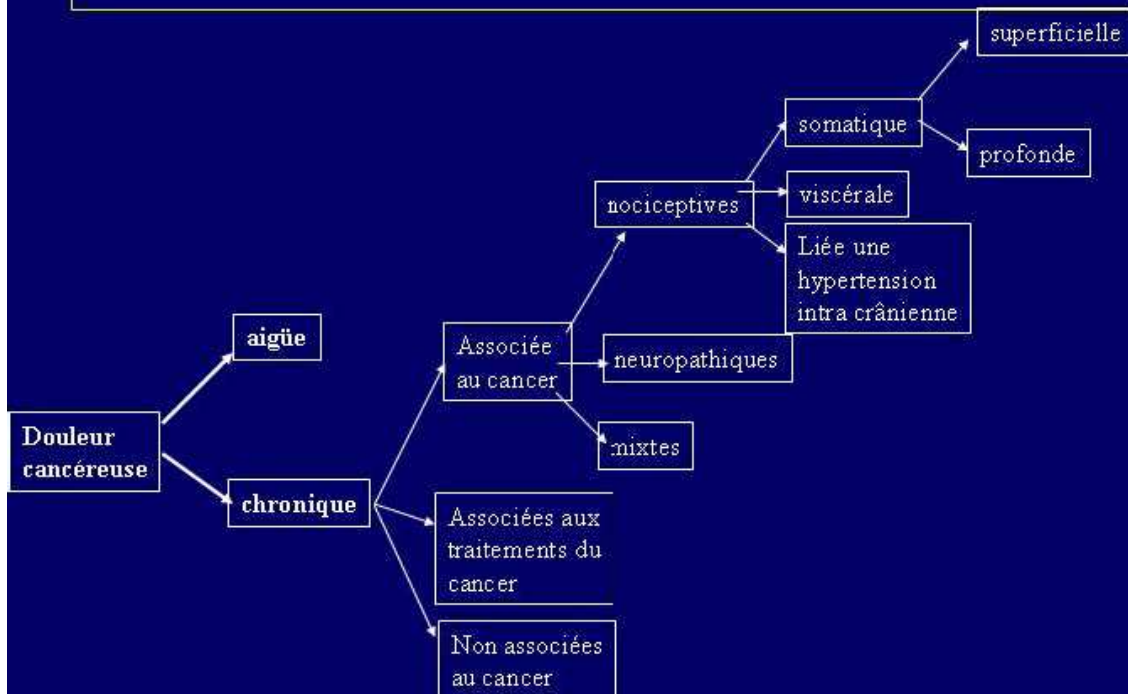 superficielle
somatique
profonde
nociceptives
viscérale
Liée une
hypertension
intra crânienne
aigüe
Associée
au cancer
neuropathiques
Douleur
cancéreuse
mixtes
chronique
Associées aux
traitements du
cancer
Non associées
au cancer